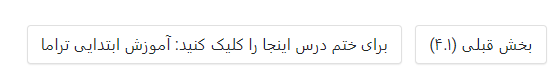 بخش قبلی (۴.۱)
برای ختم درس اینجا را کلیک کنید: آموزش ابتدایی تراما